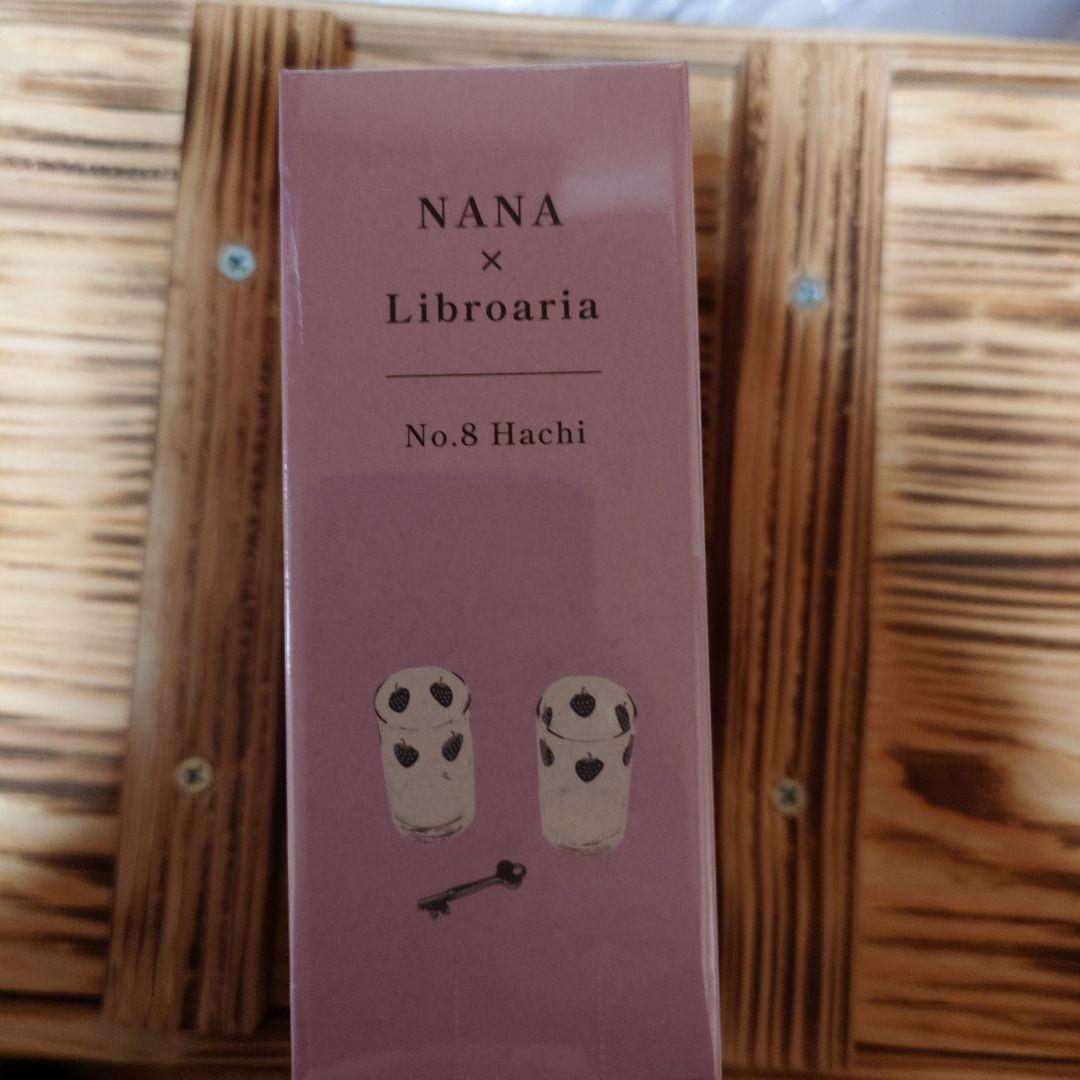 NANA
×
Libroaria
No.8 Hachi